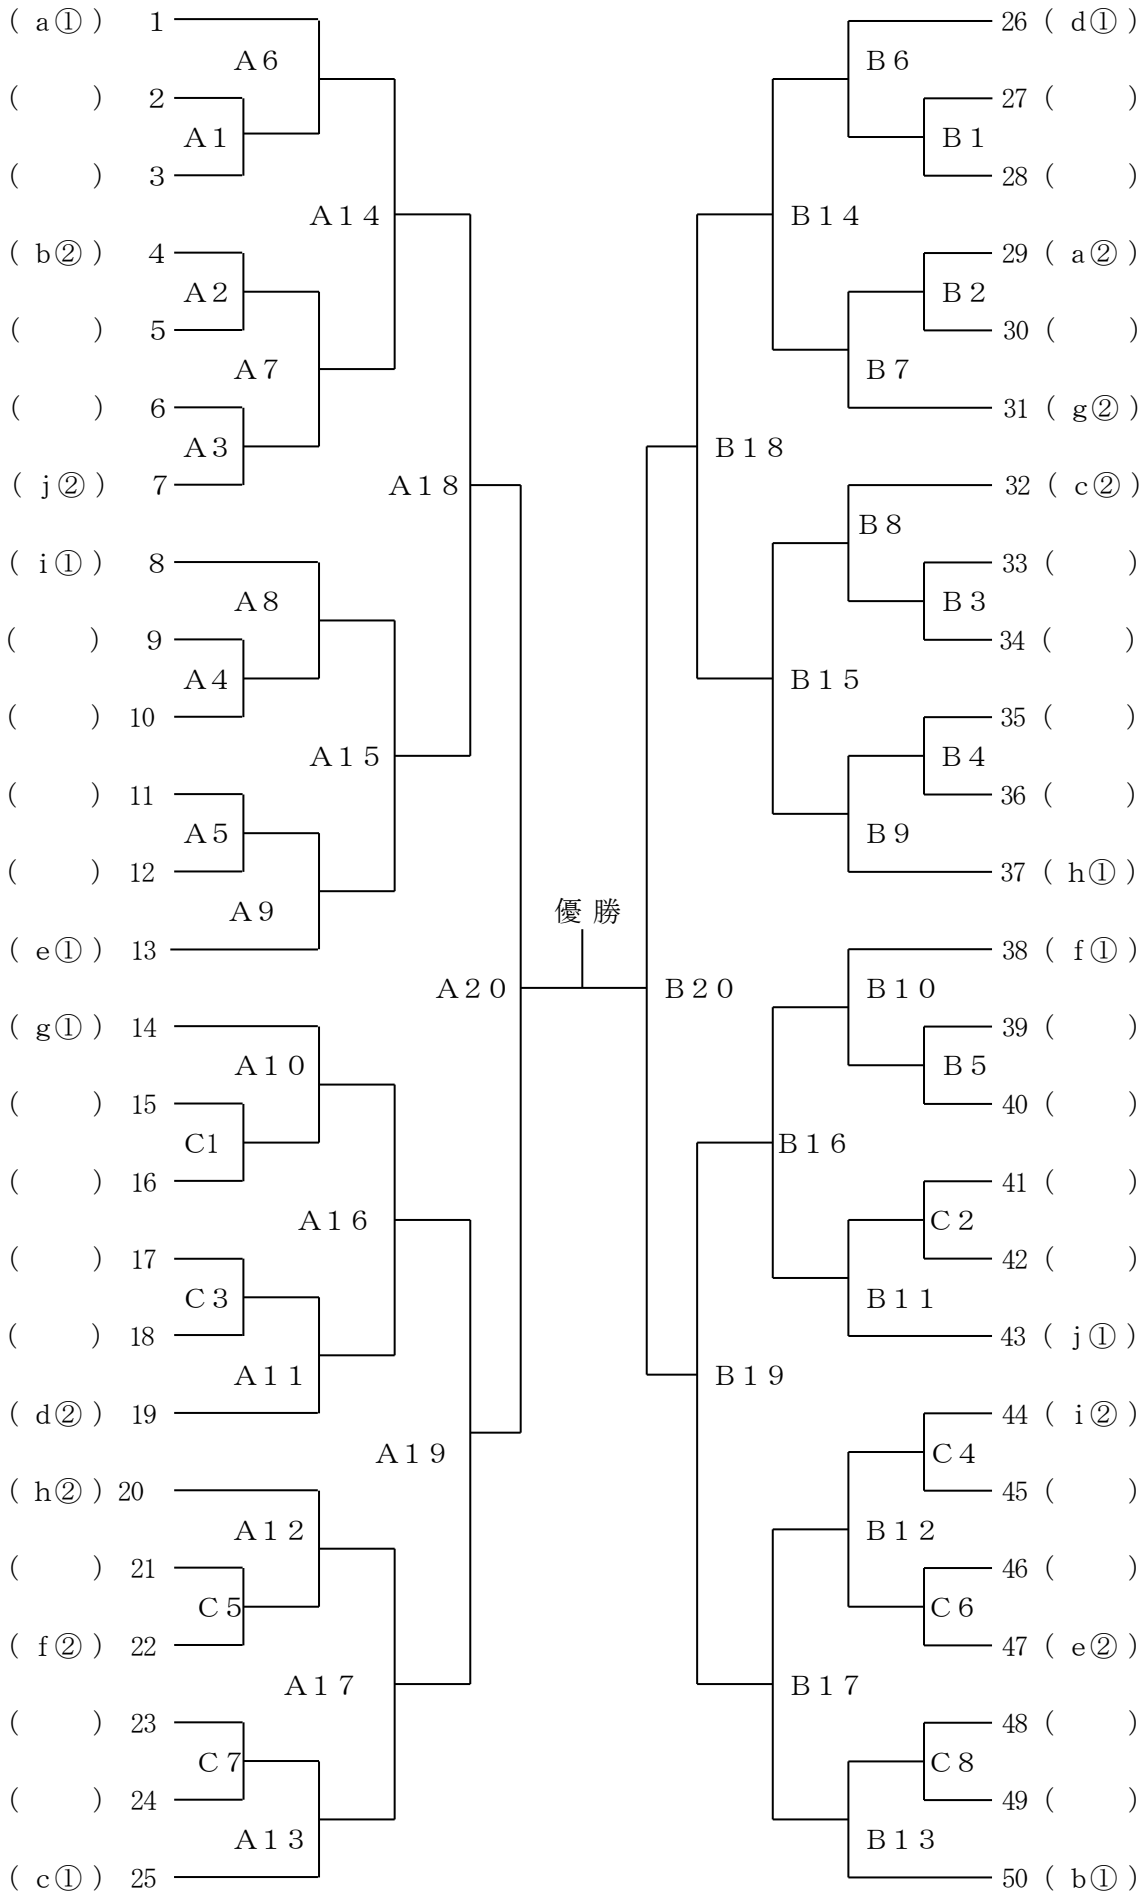 ( a① ) 1
A６
(　　) 2
A１
(　　) 3
A１４
( b② ) 4
A２
(　　) 5
A７
(　　) 6
A３
( j② ) 7
A１８
( i① ) 8
A８
(　　) 9
A４
(　　) 10
A１５
(　　) 11
A５
(　　) 12
A９
( e① ) 13
A２０
( g① ) 14
A１０
(　　) 15
C1
(　　) 16
A１６
(　　) 17
C３
(　　) 18
A１１
( d② ) 19
A１９
( h② ) 20
A１２
(　　) 21
C５
( f② ) 22
A１７
(　　) 23
C７
(　　) 24
A１３
( c① ) 25
優 勝
26 ( d① )
B６
27 (　　)
B１
28 (　　)
B１４
29 ( a② )
B２
30 (　　)
B７
31 ( g② )
B１８
32 ( c② )
B８
33 (　　)
B３
34 (　　)
B１５
35 (　　)
B４
36 (　　)
B９
37 ( h① )
38 ( f① )
B２０
B１０
39 (　　)
B５
40 (　　)
B１６
41 (　　)
C２
42 (　　)
B１１
43 ( j① )
B１９
44 ( i② )
C４
45 (　　)
B１２
46 (　　)
C６
47 ( e② )
B１７
48 (　　)
C８
49 (　　)
B１３
50 ( b① )